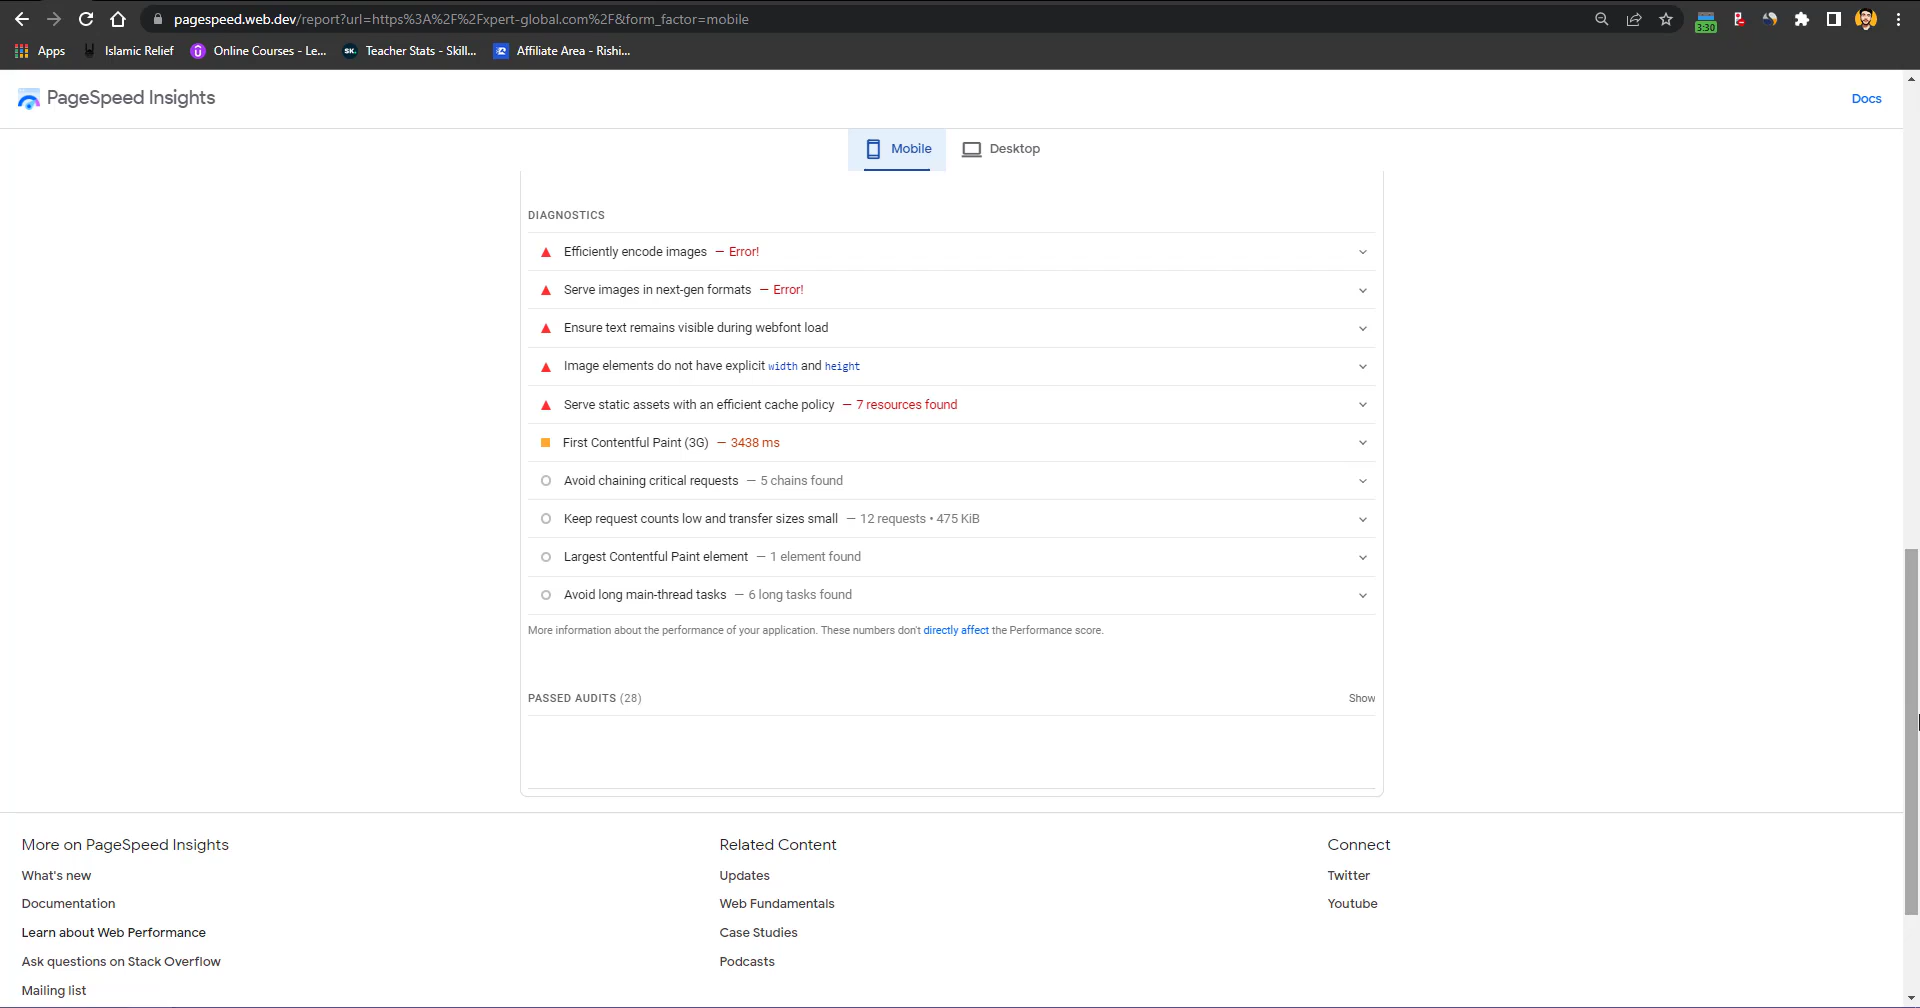 pagespeed.web.dev/report?url=https%3A%2F%2Fxpert-global.com%2F&form_factor=mobile
3:30
Apps
Islamic Relief
Online Courses - Le...
SK.
Teacher Stats - Skill...
Affiliate Area - Rishi...
PageSpeed Insights
Docs
Mobile
Desktop
DIAGNOSTICS
Efficiently encode images — Error!
Serve images in next-gen formats — Error!
Ensure text remains visible during webfont load
Image elements do not have explicit width and height
Serve static assets with an efficient cache policy — 7 resources found
First Contentful Paint (3G) — 3438 ms
Avoid chaining critical requests — 5 chains found
Keep request counts low and transfer sizes small — 12 requests • 475 KiB
Largest Contentful Paint element — 1 element found
Avoid long main-thread tasks — 6 long tasks found
More information about the performance of your application. These numbers don't directly affect the Performance score.
PASSED AUDITS (28)
Show
More on PageSpeed Insights
What's new
Documentation
Learn about Web Performance
Ask questions on Stack Overflow
Mailing list
Related Content
Updates
Web Fundamentals
Case Studies
Podcasts
Connect
Twitter
Youtube